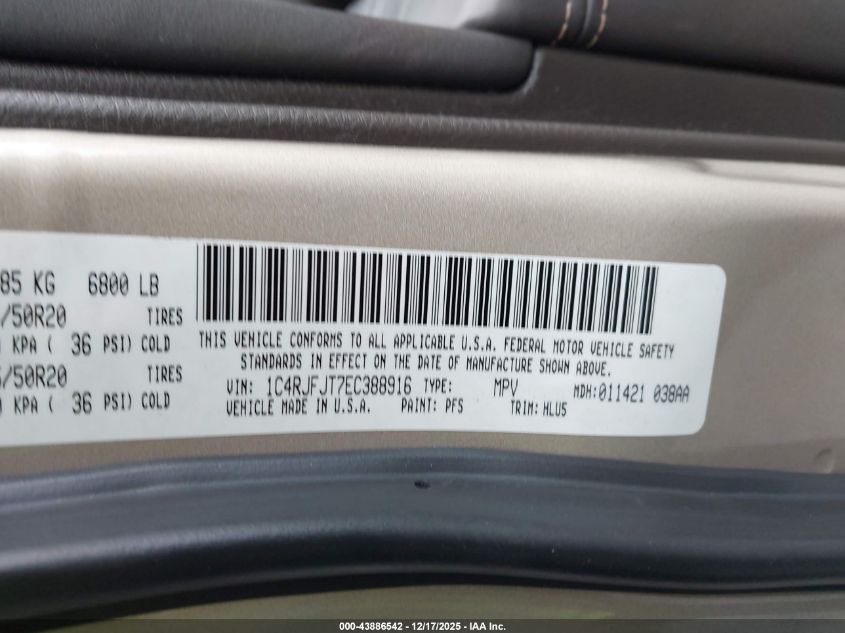 85 KG 6800 LB
/50R20 TIRES
KPA ( 36 PSI) COLD
/50R20 TIRES
KPA ( 36 PSI) COLD
THIS VEHICLE CONFORMS TO ALL APPLICABLE U.S.A. FEDERAL MOTOR VEHICLE SAFETY
STANDARDS IN EFFECT ON THE DATE OF MANUFACTURE SHOWN ABOVE.
VIN: 1C4RJFJT7EC388916 TYPE: MPV MDH:011421 038AA
VEHICLE MADE IN U.S.A. PAINT: PFS TRIM: HLU5
000-43886542 | 12/17/2025 - IAA Inc.